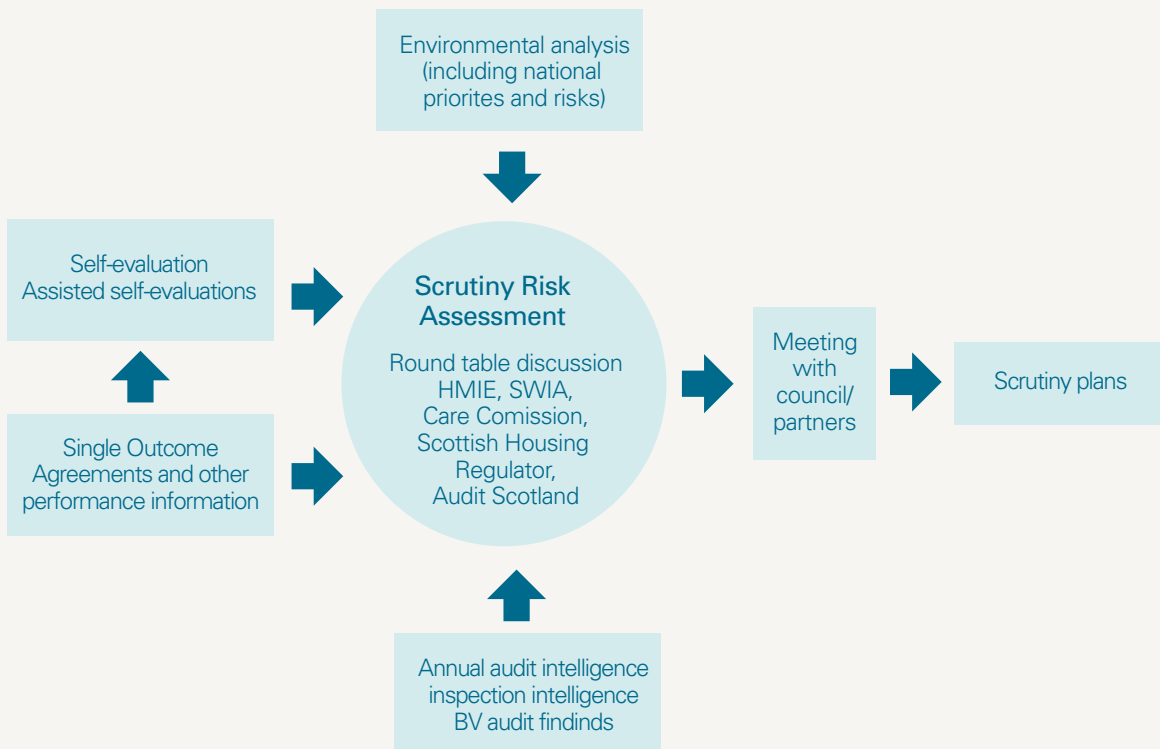 Environmental analysis
(including national
priorites and risks)
Self-evaluation
Assisted self-evaluations
Single Outcome
Agreements and other
performance information
Scrutiny Risk
Assessment
Round table discussion
HMIE, SWIA,
Care Comission,
Scottish Housing
Regulator,
Audit Scotland
Meeting
with
council/
partners
Scrutiny plans
Annual audit intelligence
inspection intelligence
BV audit findinds